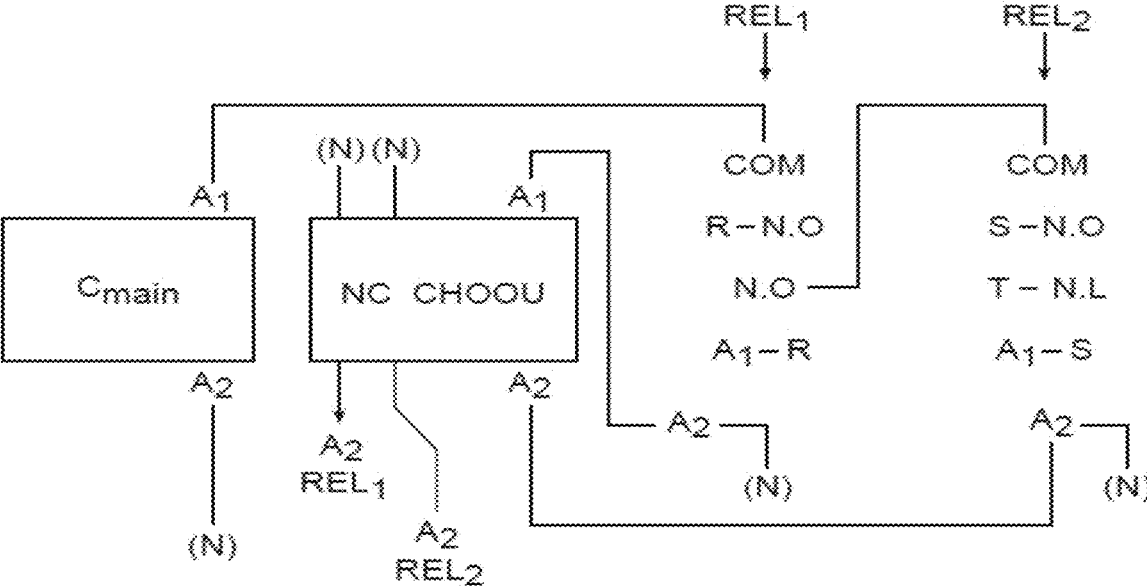 REL1 REL2
(N) (N)
A1 A1 COM COM
R – N.O S – N.O
Cmain NC CHOOU N.O T – N.L
A1 – R A1 – S
A2 A2
A2 A2
A2
REL1 (N) (N)
(N) A2
REL2